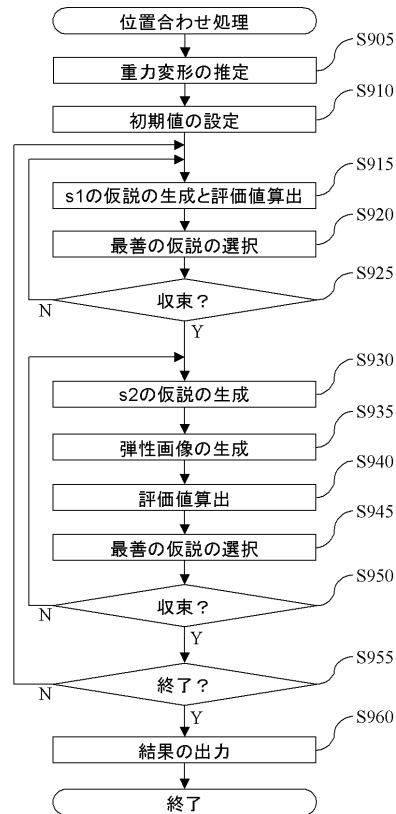 位置合わせ処理
S905
重力変形の推定
S910
初期値の設定
S915
s1の仮説の生成と評価値算出
S920
最善の仮説の選択
S925
収束？
N
Y
S930
s2の仮説の生成
S935
弾性画像の生成
S940
評価値算出
S945
最善の仮説の選択
S950
収束？
N
Y
S955
終了？
N
Y
S960
結果の出力
終了